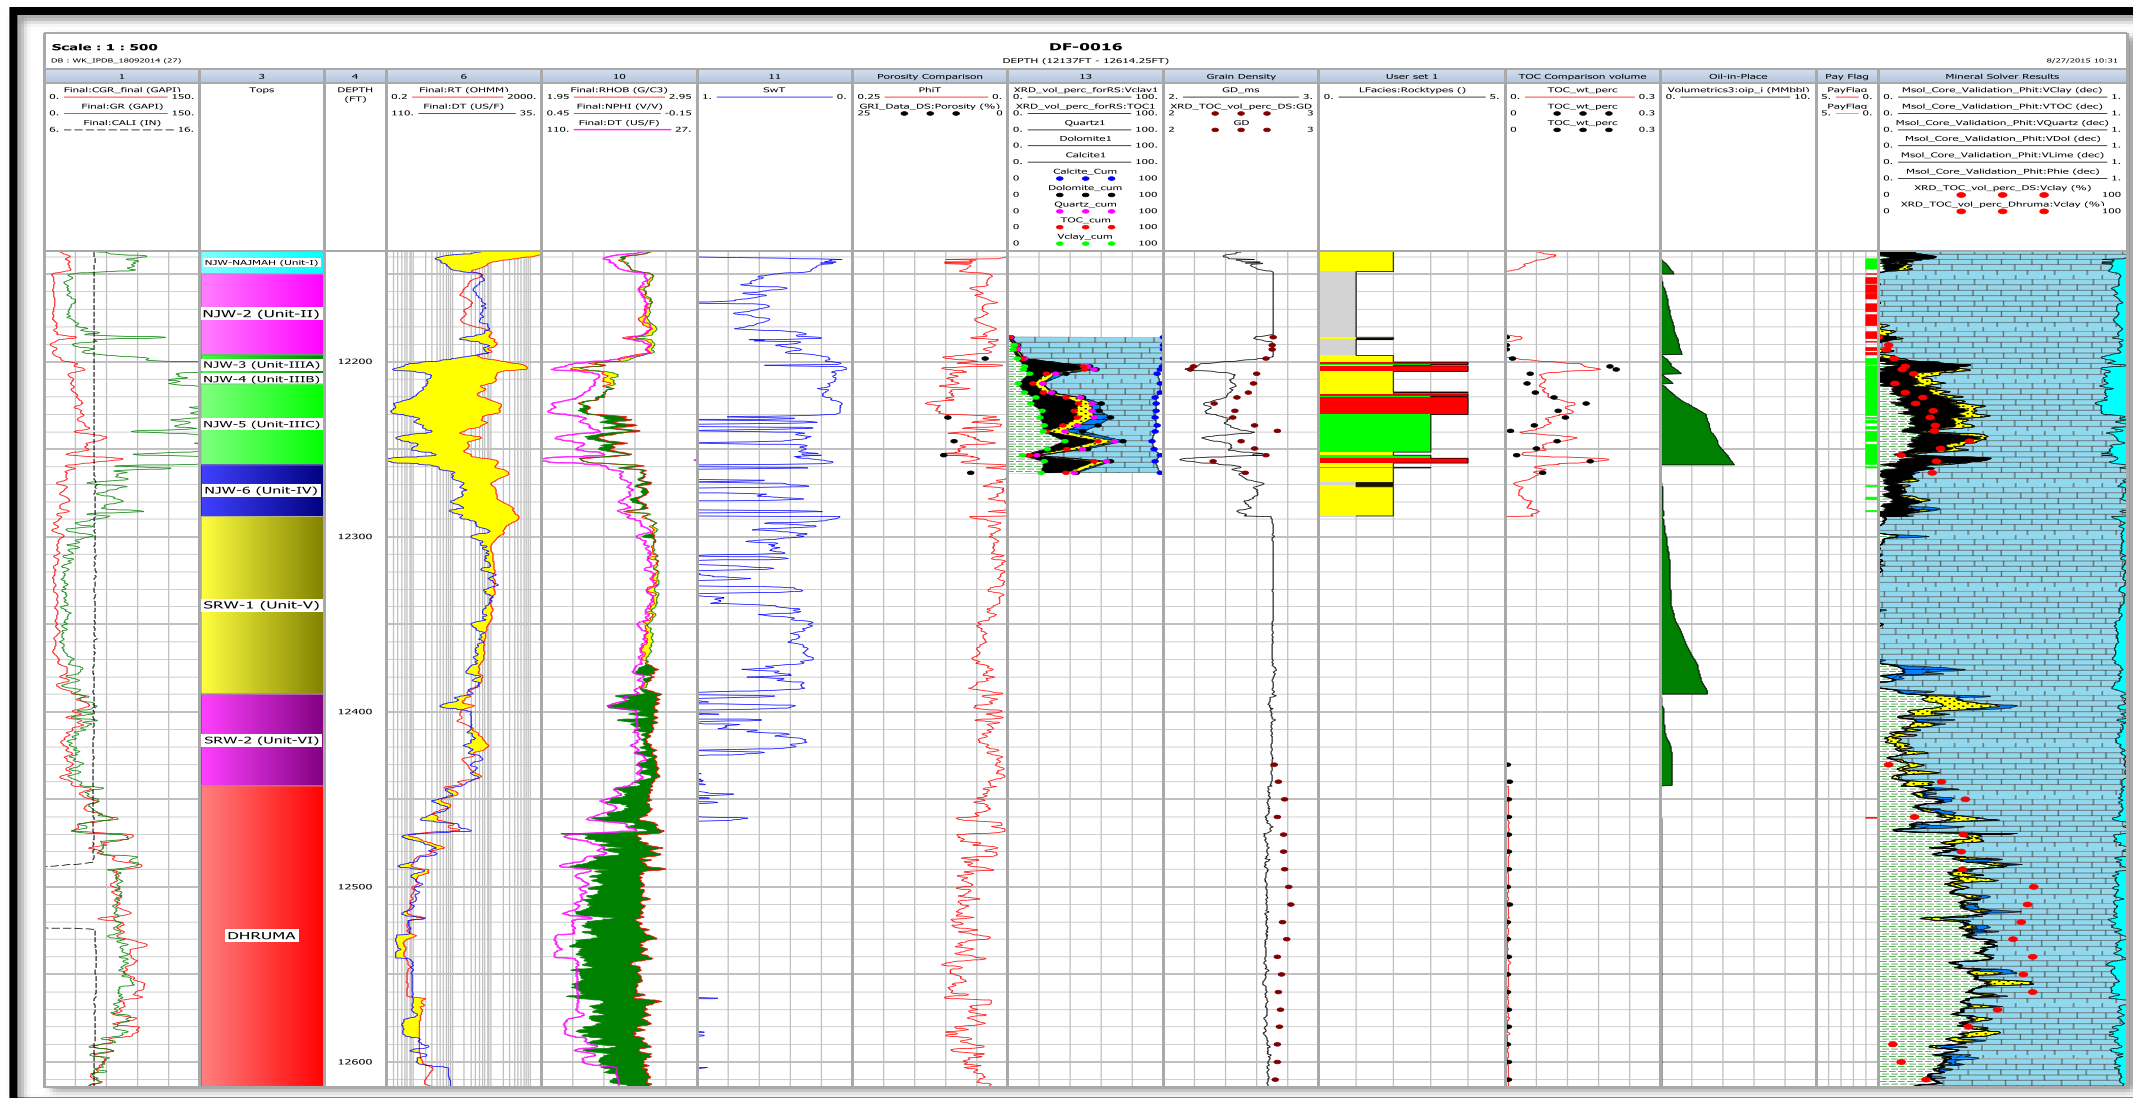 Scale : 1 : 500
DF-0016
DB : WK_IPDB_18092014 (27)
DEPTH (12137FT - 12614.25FT)
8/27/2015 10:31
1
3
4
6
10
11
Porosity Comparison
13
Grain Density
User set 1
TOC Comparison volume
Oil-in-Place
Pay Flag
Mineral Solver Results
Final:CGR_final (GAPI)
0. 150.
Final:GR (GAPI)
0. 150.
Final:CALI (IN)
6. 16.
Tops
DEPTH
(FT)
Final:RT (OHMM)
0.2 2000.
Final:DT (US/F)
110. 35.
Final:RHOB (G/C3)
1.95 2.95
Final:NPHI (V/V)
0.45 -0.15
Final:DT (US/F)
110. 27.
SwT
1. 0.
PhiT
0.25 0.
GRI_Data_DS:Porosity (%)
25 0
XRD_vol_perc_forRS:Vclay1
0. 100.
XRD_vol_perc_forRS:TOC1
0. 100.
Quartz1
0. 100.
Dolomite1
0. 100.
Calcite1
0. 100.
Calcite_Cum
0 100
Dolomite_cum
0 100
Quartz_cum
0 100
TOC_cum
0 100
Vclay_cum
0 100
GD_ms
2. 3.
XRD_TOC_vol_perc_DS:GD
2 3
GD
2 3
LFacies:Rocktypes ()
0. 5.
TOC_wt_perc
0. 0.3
TOC_wt_perc
0 0.3
TOC_wt_perc
0 0.3
Volumetrics3:oip_i (MMbbl)
0. 10.
PayFlag
5. 0.
PayFlag
5. 0.
Msol_Core_Validation_Phit:VClay (dec)
0. 1.
Msol_Core_Validation_Phit:VTOC (dec)
0. 1.
Msol_Core_Validation_Phit:VQuartz (dec)
0. 1.
Msol_Core_Validation_Phit:VDol (dec)
0. 1.
Msol_Core_Validation_Phit:VLime (dec)
0. 1.
Msol_Core_Validation_Phit:Phie (dec)
0. 1.
XRD_TOC_vol_perc_DS:Vclay (%)
0 100
XRD_TOC_vol_perc_Dhruma:Vclay (%)
0 100
NJW-NAJMAH (Unit-I)
NJW-2 (Unit-II)
12200
NJW-3 (Unit-IIIA)
NJW-4 (Unit-IIIB)
NJW-5 (Unit-IIIC)
NJW-6 (Unit-IV)
12300
SRW-1 (Unit-V)
12400
SRW-2 (Unit-VI)
12500
DHRUMA
12600